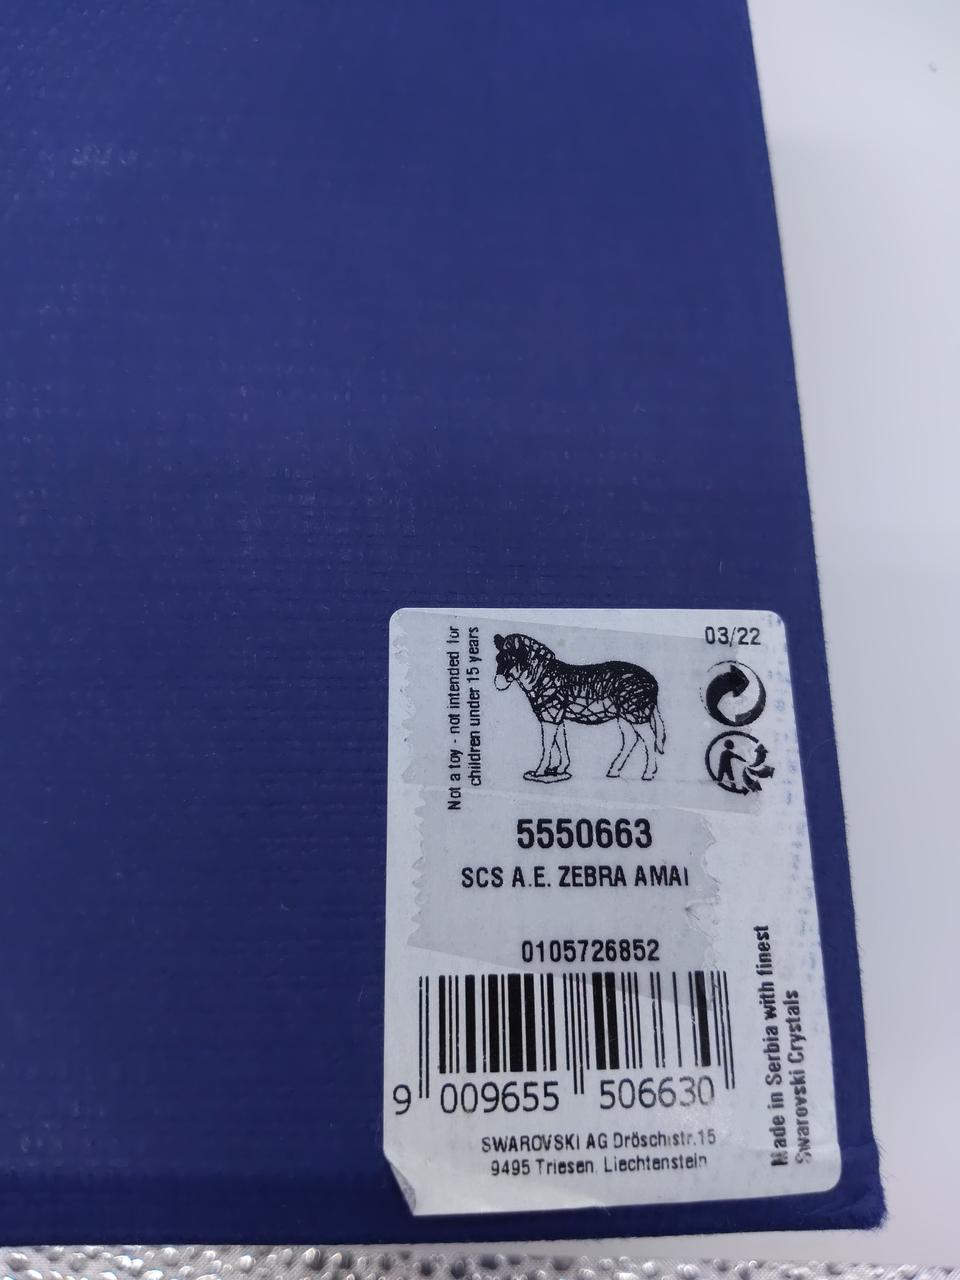 Not a toy - not intended for
children under 15 years
03/22
5550663
SCS A.E. ZEBRA AMAI
0105726852
9 009655 506630
SWAROVSKI AG Dröschistr.15
9495 Triesen, Liechtenstein
Made in Serbia with finest
Swarovski Crystals